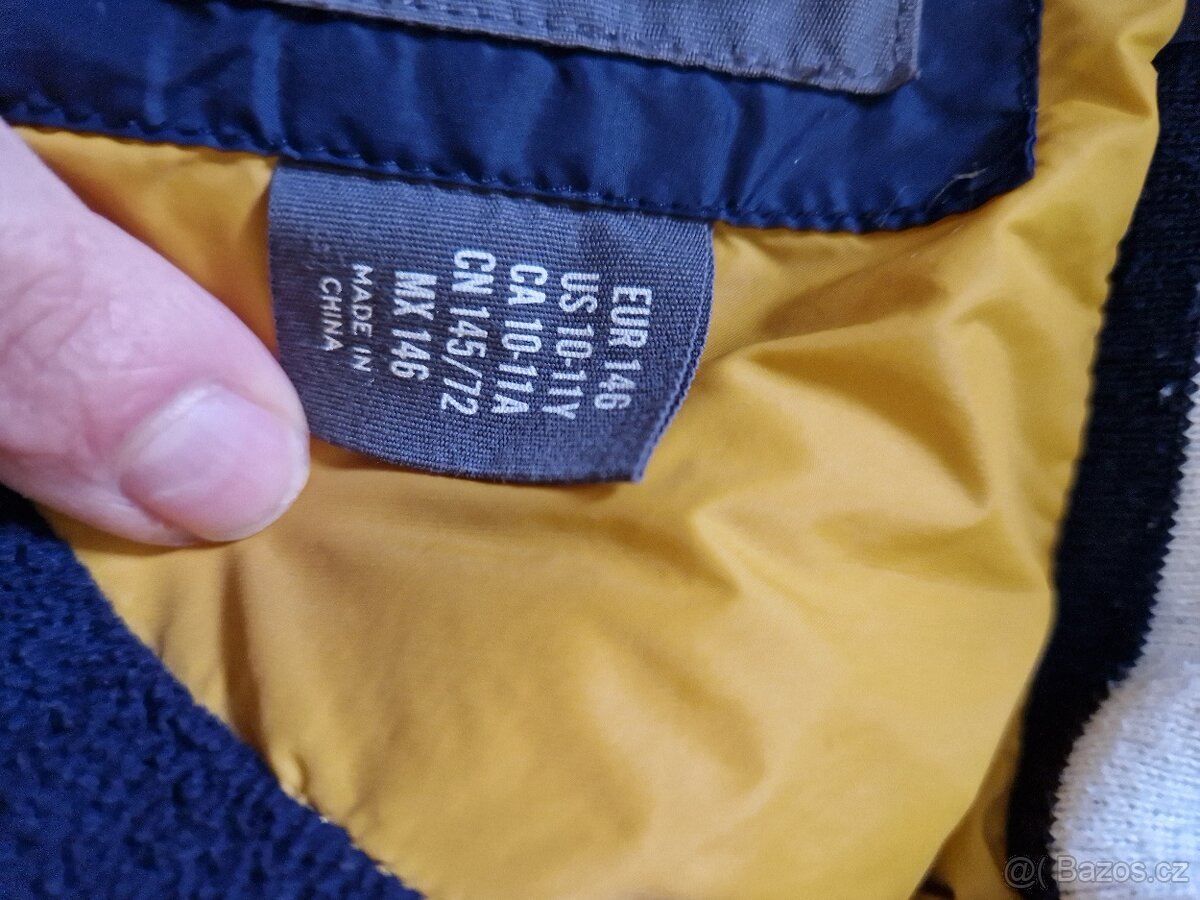 EUR 146
US 10-11Y
CA 10-11A
CN 145/72
MX 146
MADE IN
CHINA
@( Bazos.cz